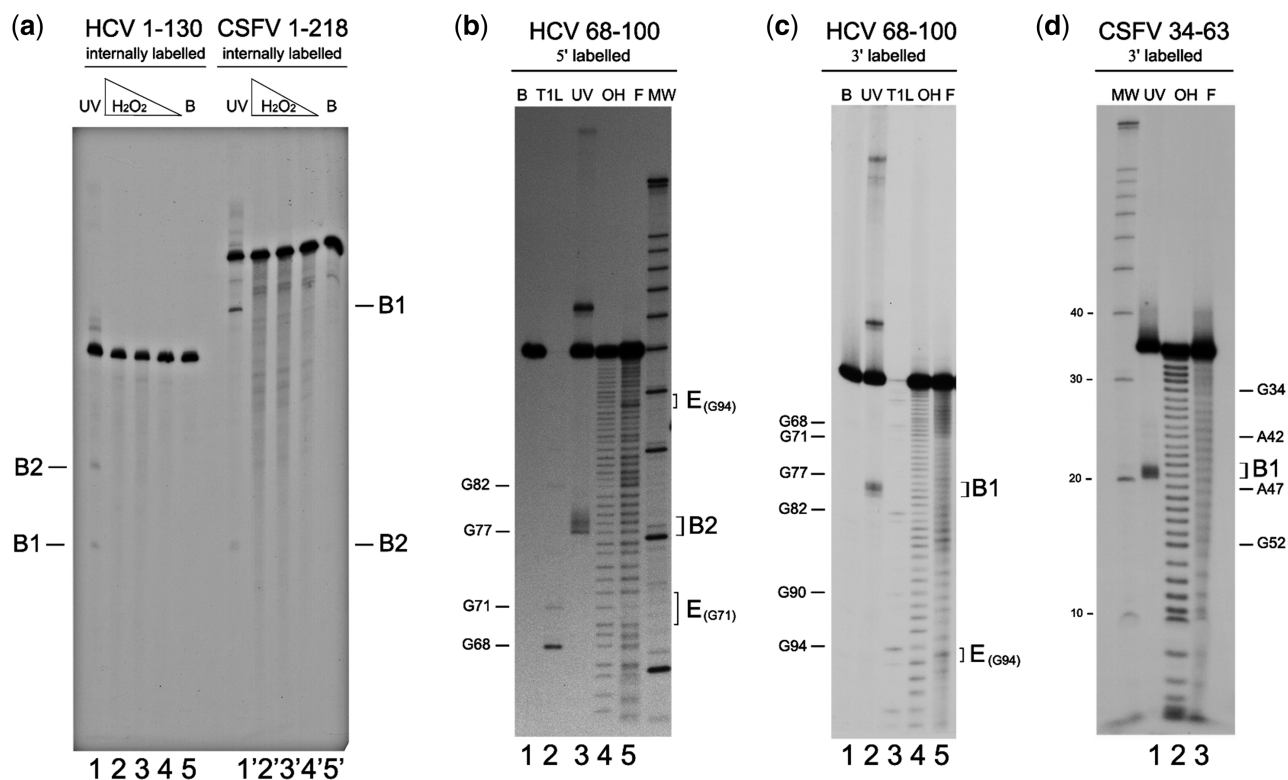 (a) HCV 1-130 CSFV 1-218
internally labelled internally labelled
UV H₂O₂ B UV H₂O₂ B
B1
B2
B1 B2
1 2 3 4 5 1' 2' 3' 4' 5'
(b) HCV 68-100
5' labelled
B T1L UV OH F MW
E(G94)
G82
G77 B2
G71 E(G71)
G68
1 2 3 4 5
(c) HCV 68-100
3' labelled
B UV T1L OH F
G68
G71
G77
B1
G82
G90
G94 E(G94)
1 2 3 4 5
(d) CSFV 34-63
3' labelled
MW UV OH F
40
30 G34
A42
20 B1
A47
G52
10
1 2 3